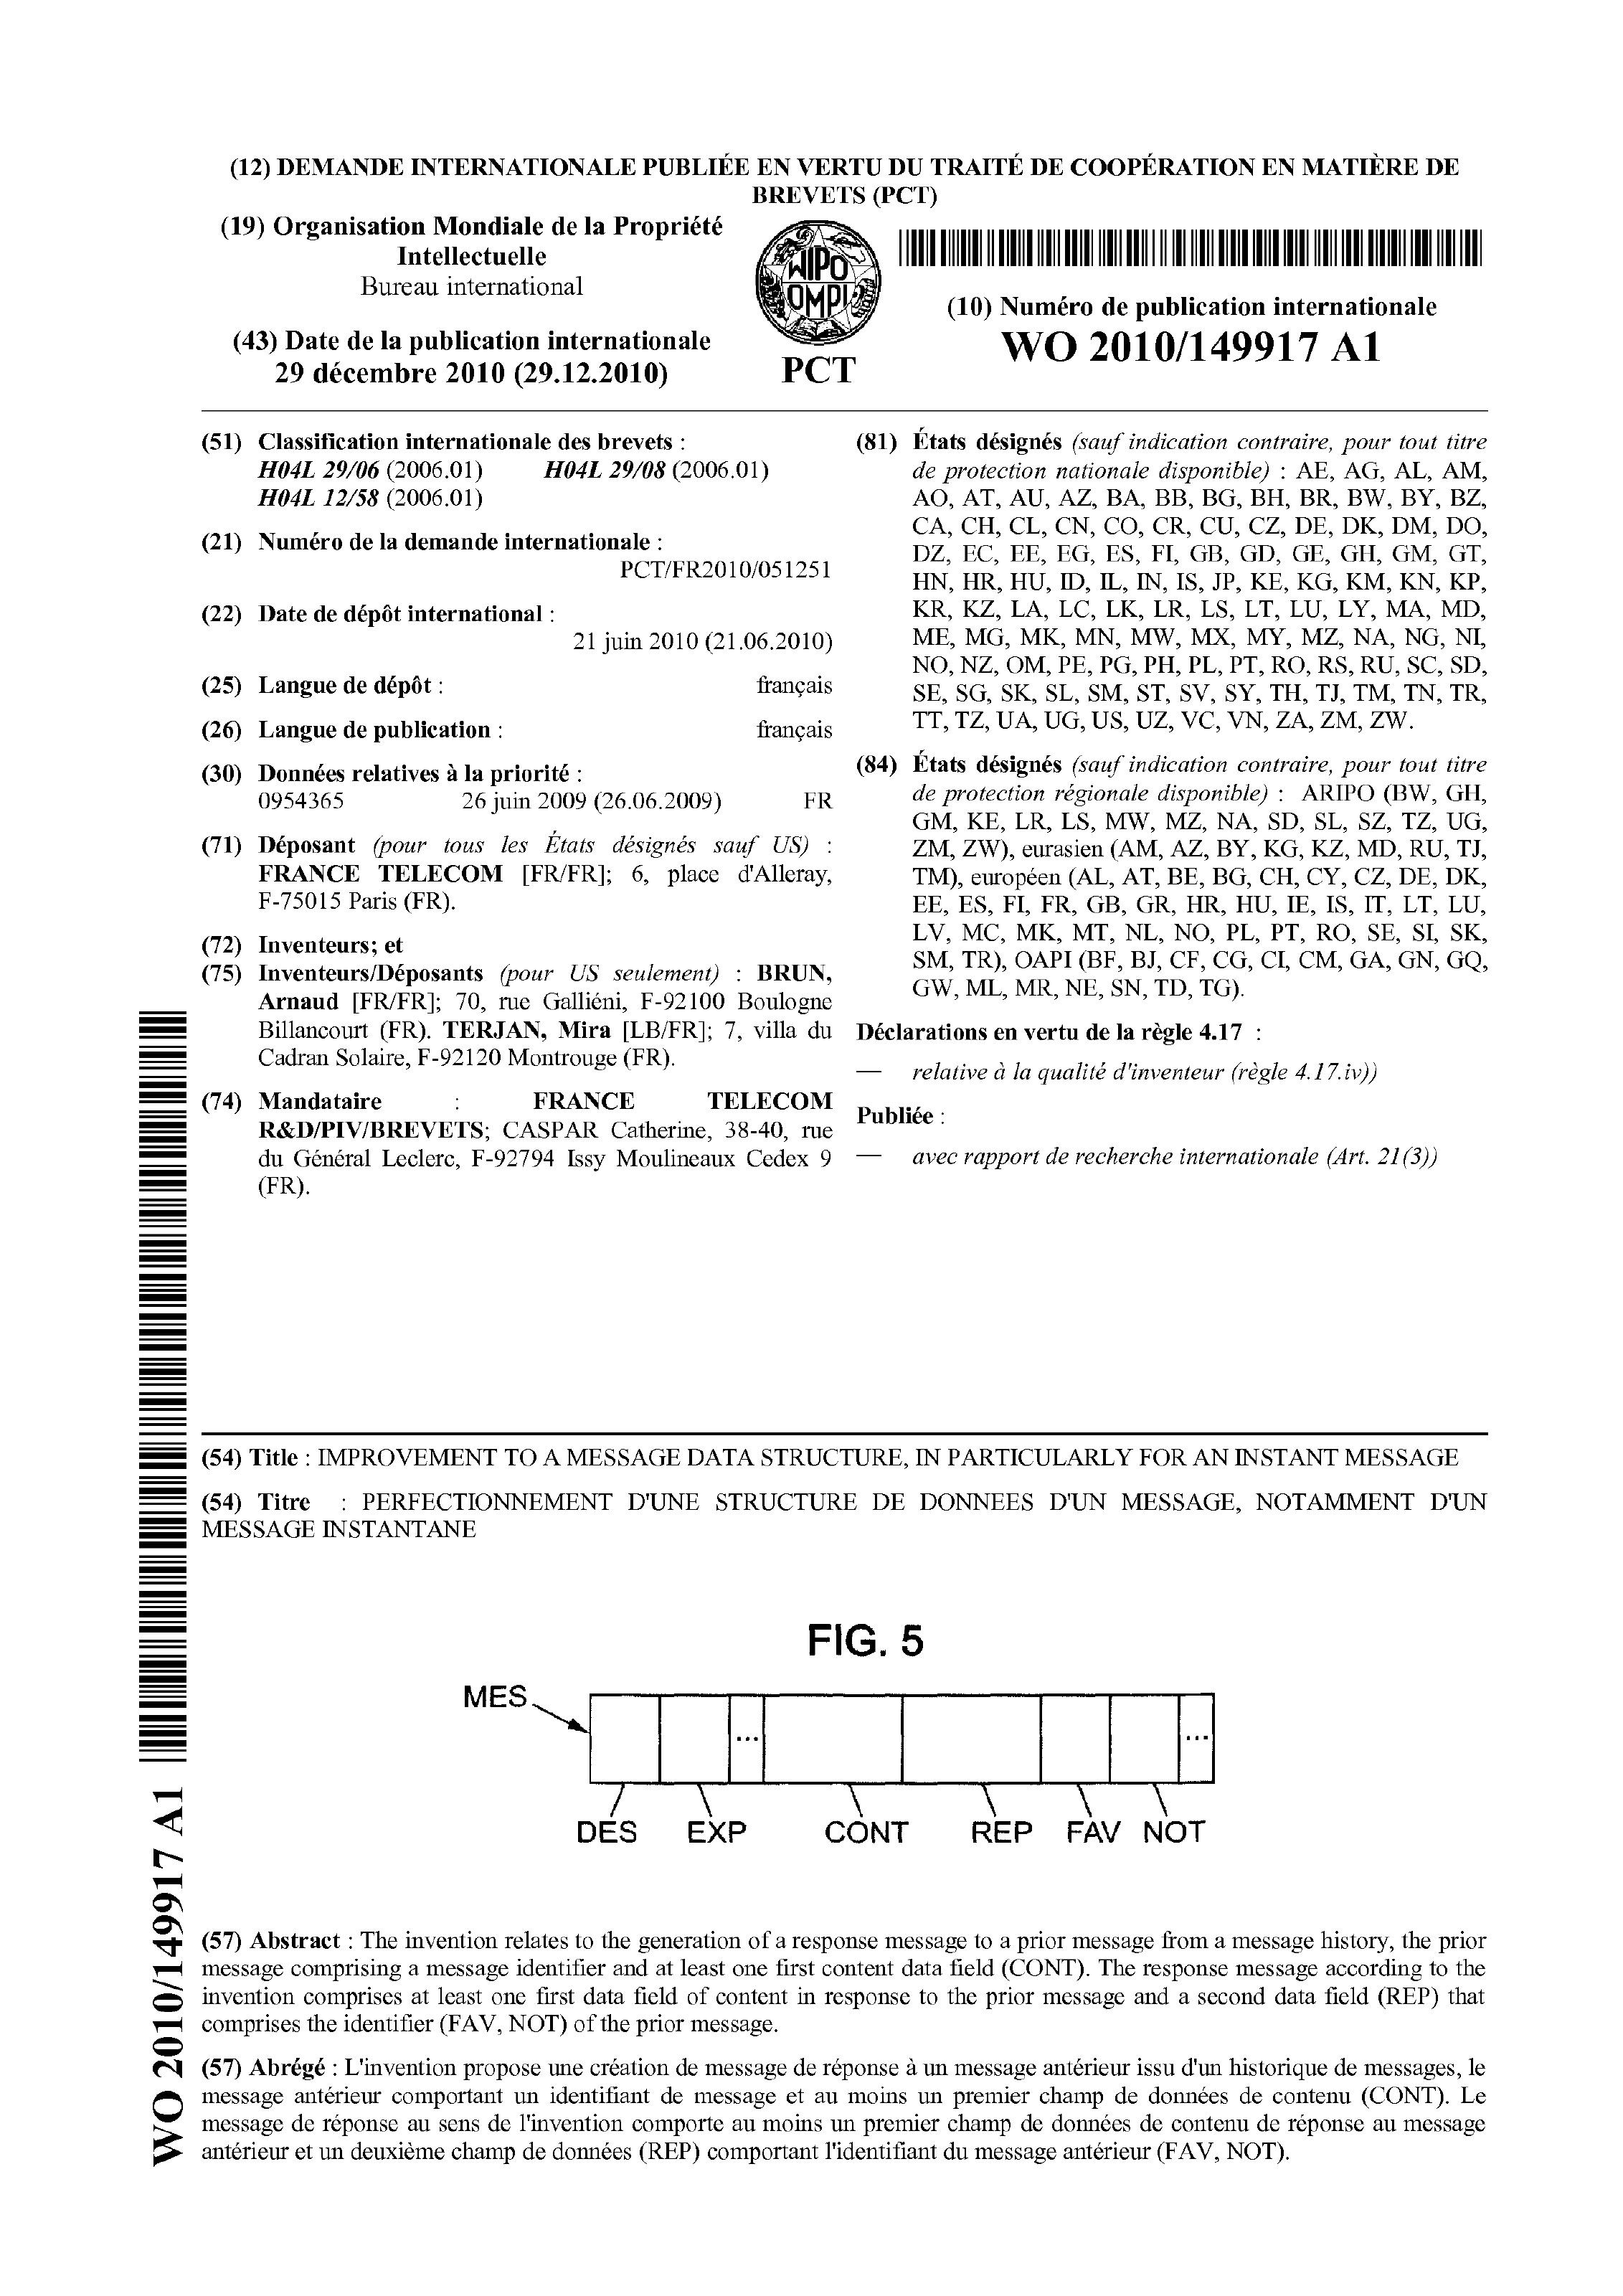 (12) DEMANDE INTERNATIONALE PUBLIÉE EN VERTU DU TRAITÉ DE COOPÉRATION EN MATIÈRE DE
BREVETS (PCT)
(19) Organisation Mondiale de la Propriété
Intellectuelle
Bureau international
(43) Date de la publication internationale
29 décembre 2010 (29.12.2010)
WIPO
OMPI
PCT
(10) Numéro de publication internationale
WO 2010/149917 A1
(51) Classification internationale des brevets :
H04L 29/06 (2006.01) H04L 29/08 (2006.01)
H04L 12/58 (2006.01)
(21) Numéro de la demande internationale :
PCT/FR2010/051251
(22) Date de dépôt international :
21 juin 2010 (21.06.2010)
(25) Langue de dépôt : français
(26) Langue de publication : français
(30) Données relatives à la priorité :
0954365 26 juin 2009 (26.06.2009) FR
(71) Déposant (pour tous les États désignés sauf US) :
FRANCE TELECOM [FR/FR]; 6, place d'Alleray,
F-75015 Paris (FR).
(72) Inventeurs; et
(75) Inventeurs/Déposants (pour US seulement) : BRUN,
Arnaud [FR/FR]; 70, rue Galliéni, F-92100 Boulogne
Billancourt (FR). TERJAN, Mira [LB/FR]; 7, villa du
Cadran Solaire, F-92120 Montrouge (FR).
(74) Mandataire : FRANCE TELECOM
R&D/PIV/BREVETS; CASPAR Catherine, 38-40, rue
du Général Leclerc, F-92794 Issy Moulineaux Cedex 9
(FR).
(81) États désignés (sauf indication contraire, pour tout titre
de protection nationale disponible) : AE, AG, AL, AM,
AO, AT, AU, AZ, BA, BB, BG, BH, BR, BW, BY, BZ,
CA, CH, CL, CN, CO, CR, CU, CZ, DE, DK, DM, DO,
DZ, EC, EE, EG, ES, FI, GB, GD, GE, GH, GM, GT,
HN, HR, HU, ID, IL, IN, IS, JP, KE, KG, KM, KN, KP,
KR, KZ, LA, LC, LK, LR, LS, LT, LU, LY, MA, MD,
ME, MG, MK, MN, MW, MX, MY, MZ, NA, NG, NI,
NO, NZ, OM, PE, PG, PH, PL, PT, RO, RS, RU, SC, SD,
SE, SG, SK, SL, SM, ST, SV, SY, TH, TJ, TM, TN, TR,
TT, TZ, UA, UG, US, UZ, VC, VN, ZA, ZM, ZW.
(84) États désignés (sauf indication contraire, pour tout titre
de protection régionale disponible) : ARIPO (BW, GH,
GM, KE, LR, LS, MW, MZ, NA, SD, SL, SZ, TZ, UG,
ZM, ZW), eurasien (AM, AZ, BY, KG, KZ, MD, RU, TJ,
TM), européen (AL, AT, BE, BG, CH, CY, CZ, DE, DK,
EE, ES, FI, FR, GB, GR, HR, HU, IE, IS, IT, LT, LU,
LV, MC, MK, MT, NL, NO, PL, PT, RO, SE, SI, SK,
SM, TR), OAPI (BF, BJ, CF, CG, CI, CM, GA, GN, GQ,
GW, ML, MR, NE, SN, TD, TG).
Déclarations en vertu de la règle 4.17 :
— relative à la qualité d'inventeur (règle 4.17.iv))
Publiée :
— avec rapport de recherche internationale (Art. 21(3))
(54) Title : IMPROVEMENT TO A MESSAGE DATA STRUCTURE, IN PARTICULARLY FOR AN INSTANT MESSAGE
(54) Titre : PERFECTIONNEMENT D'UNE STRUCTURE DE DONNEES D'UN MESSAGE, NOTAMMENT D'UN
MESSAGE INSTANTANE
FIG. 5
MES
... ...
DES EXP CONT REP FAV NOT
(57) Abstract : The invention relates to the generation of a response message to a prior message from a message history, the prior
message comprising a message identifier and at least one first content data field (CONT). The response message according to the
invention comprises at least one first data field of content in response to the prior message and a second data field (REP) that
comprises the identifier (FAV, NOT) of the prior message.
(57) Abrégé : L'invention propose une création de message de réponse à un message antérieur issu d'un historique de messages, le
message antérieur comportant un identifiant de message et au moins un premier champ de données de contenu (CONT). Le
message de réponse au sens de l'invention comporte au moins un premier champ de données de contenu de réponse au message
antérieur et un deuxième champ de données (REP) comportant l'identifiant du message antérieur (FAV, NOT).
WO 2010/149917 A1